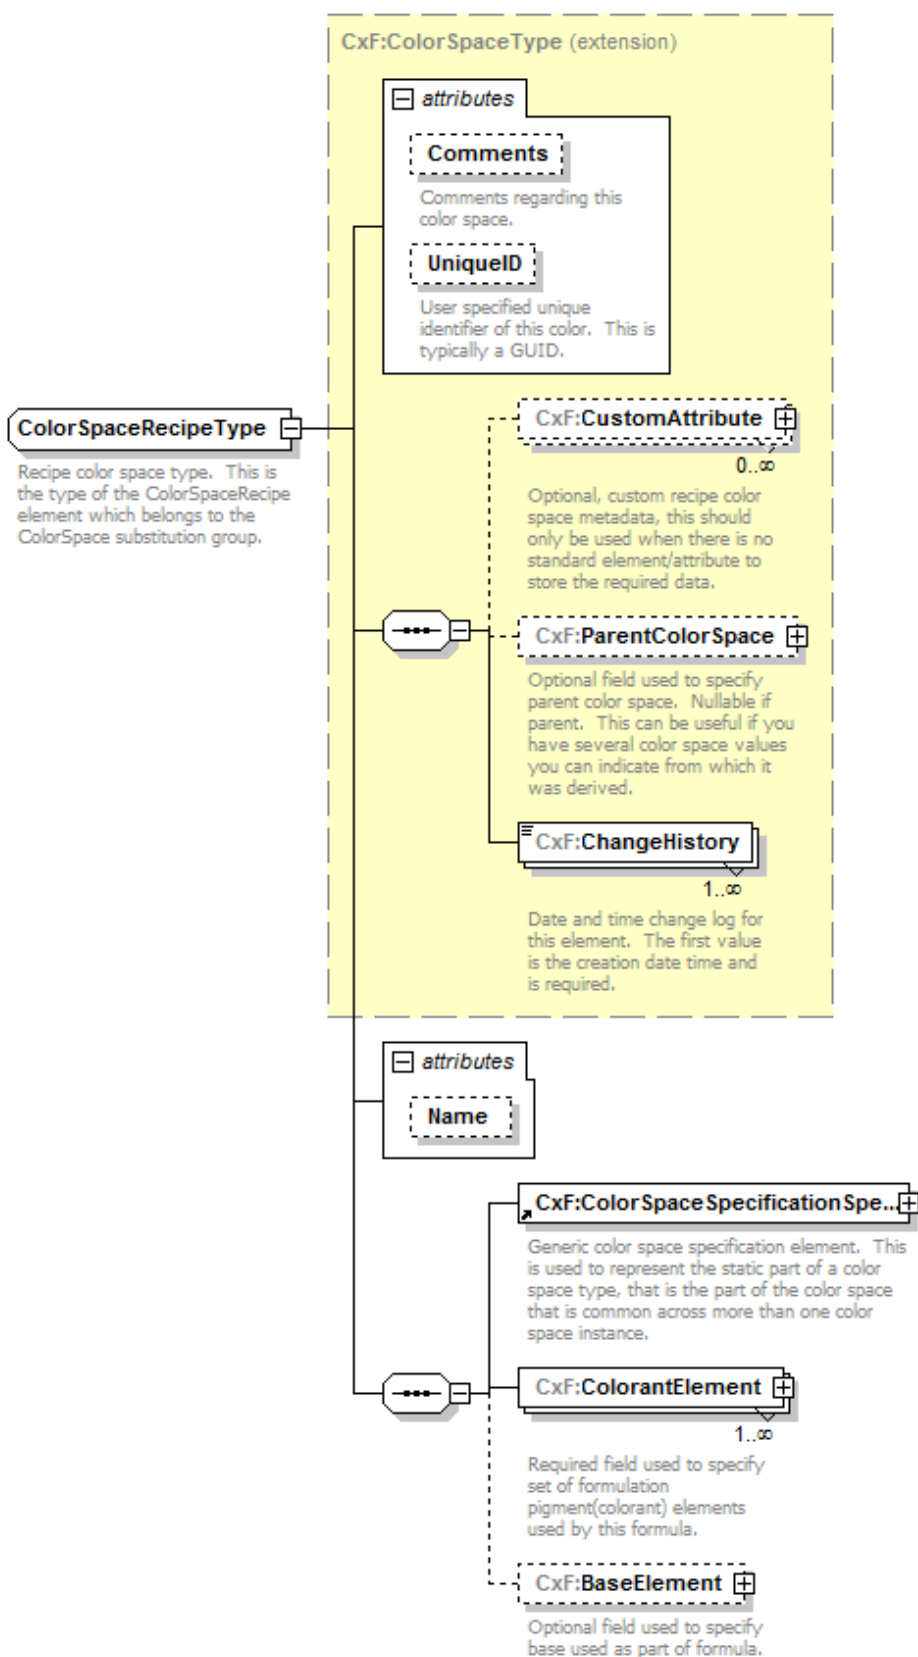 CxF:ColorSpaceType (extension)
attributes
Comments
Comments regarding this
color space.
UniqueID
User specified unique
identifier of this color. This is
typically a GUID.
ColorSpaceRecipeType
Recipe color space type. This is
the type of the ColorSpaceRecipe
element which belongs to the
ColorSpace substitution group.
CxF:CustomAttribute
0..∞
Optional, custom recipe color
space metadata, this should
only be used when there is no
standard element/attribute to
store the required data.
CxF:ParentColorSpace
Optional field used to specify
parent color space. Nullable if
parent. This can be useful if you
have several color space values
you can indicate from which it
was derived.
CxF:ChangeHistory
1..∞
Date and time change log for
this element. The first value
is the creation date time and
is required.
attributes
Name
CxF:ColorSpaceSpecificationSpe...
Generic color space specification element. This
is used to represent the static part of a color
space type, that is the part of the color space
that is common across more than one color
space instance.
CxF:ColorantElement
1..∞
Required field used to specify
set of formulation
pigment(colorant) elements
used by this formula.
CxF:BaseElement
Optional field used to specify
base used as part of formula.